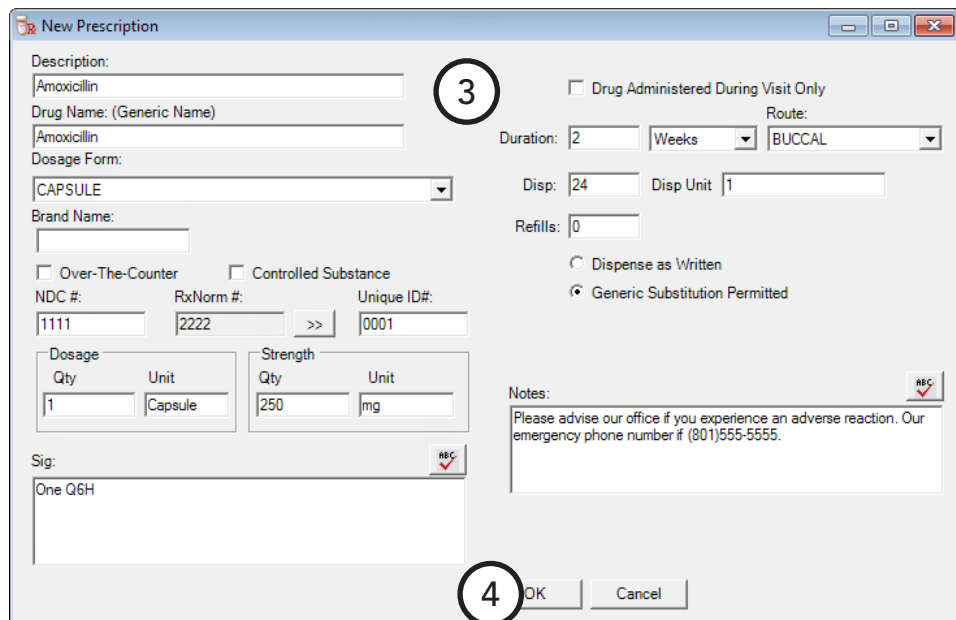 New Prescription
Description:
Amoxicillin
Drug Name: (Generic Name)
Amoxicillin
Dosage Form:
CAPSULE
Brand Name:
Over-The-Counter Controlled Substance
NDC #: RxNorm #: Unique ID#:
1111 2222 >> 0001
Dosage Strength
Qty Unit Qty Unit
1 Capsule 250 mg
Sig:
ABC
One Q6H
3
Drug Administered During Visit Only
Route:
Duration: 2 Weeks BUCCAL
Disp: 24 Disp Unit 1
Refills: 0
Dispense as Written
Generic Substitution Permitted
Notes:
ABC
Please advise our office if you experience an adverse reaction. Our
emergency phone number if (801)555-5555.
4 OK Cancel